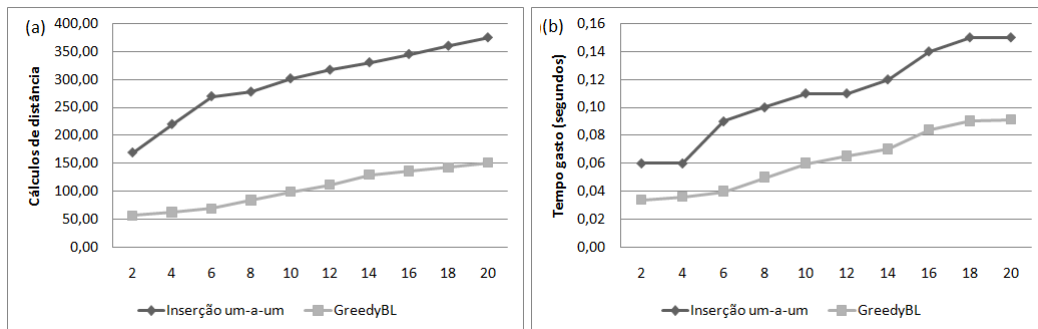 (a)
Cálculos de distância
400,00
350,00
300,00
250,00
200,00
150,00
100,00
50,00
0,00
2 4 6 8 10 12 14 16 18 20
Inserção um-a-um GreedyBL
(b)
Tempo gasto (segundos)
0,16
0,14
0,12
0,10
0,08
0,06
0,04
0,02
0,00
2 4 6 8 10 12 14 16 18 20
Inserção um-a-um GreedyBL